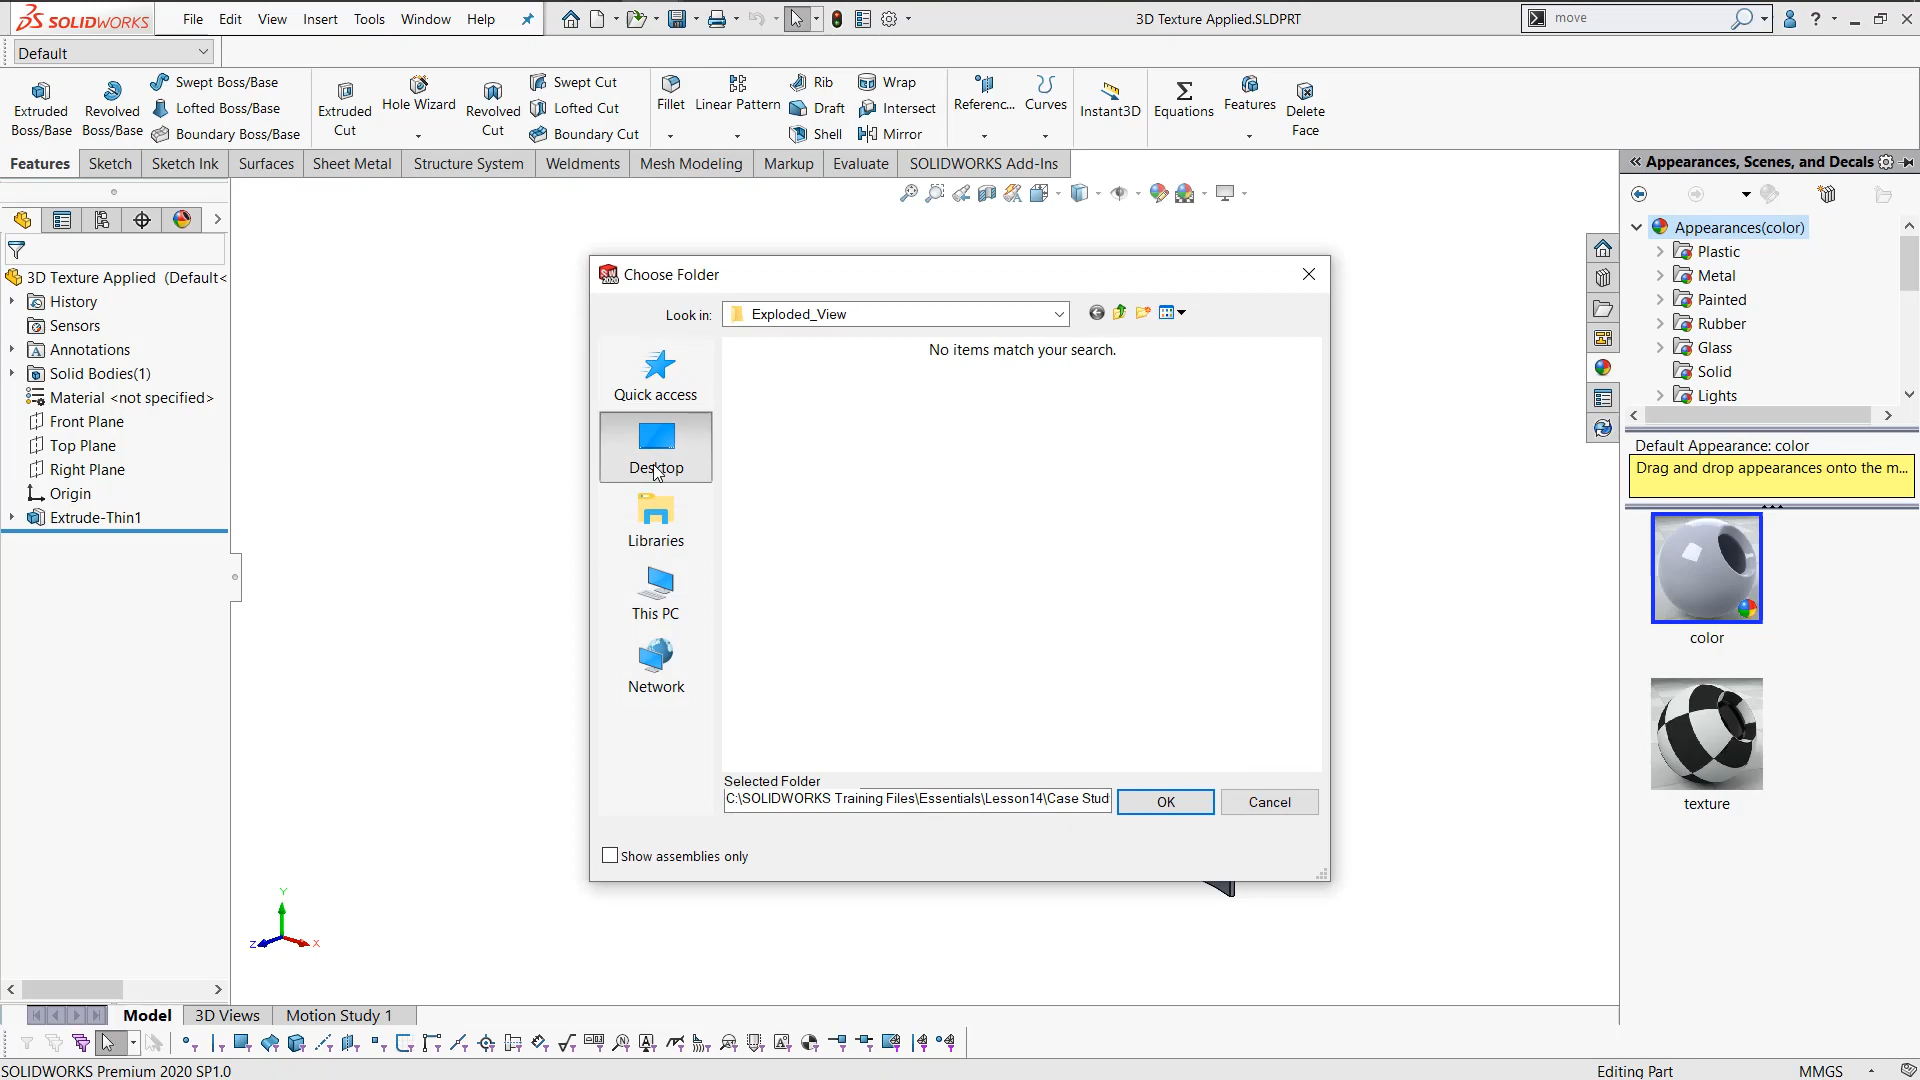 SOLIDWORKS
File Edit View Insert Tools Window Help
3D Texture Applied.SLDPRT
move
?
Default
Extruded Boss/Base
Revolved Boss/Base
Swept Boss/Base
Lofted Boss/Base
Boundary Boss/Base
Extruded Cut
Hole Wizard
Revolved Cut
Swept Cut
Lofted Cut
Boundary Cut
Fillet
Linear Pattern
Rib
Draft
Shell
Wrap
Intersect
Mirror
Referenc...
Curves
Instant3D
Equations
Features
Delete Face
Features Sketch Sketch Ink Surfaces Sheet Metal Structure System Weldments Mesh Modeling Markup Evaluate SOLIDWORKS Add-Ins
3D Texture Applied (Default<
History
Sensors
Annotations
Solid Bodies(1)
Material <not specified>
Front Plane
Top Plane
Right Plane
Origin
Extrude-Thin1
Choose Folder
Look in: Exploded_View
No items match your search.
Quick access
Desktop
Libraries
This PC
Network
Selected Folder
C:\SOLIDWORKS Training Files\Essentials\Lesson14\Case Stud
OK
Cancel
Show assemblies only
Y
Z
X
Appearances, Scenes, and Decals
Appearances(color)
Plastic
Metal
Painted
Rubber
Glass
Solid
Lights
Default Appearance: color
Drag and drop appearances onto the m...
color
texture
Model 3D Views Motion Study 1
SOLIDWORKS Premium 2020 SP1.0
Editing Part
MMGS